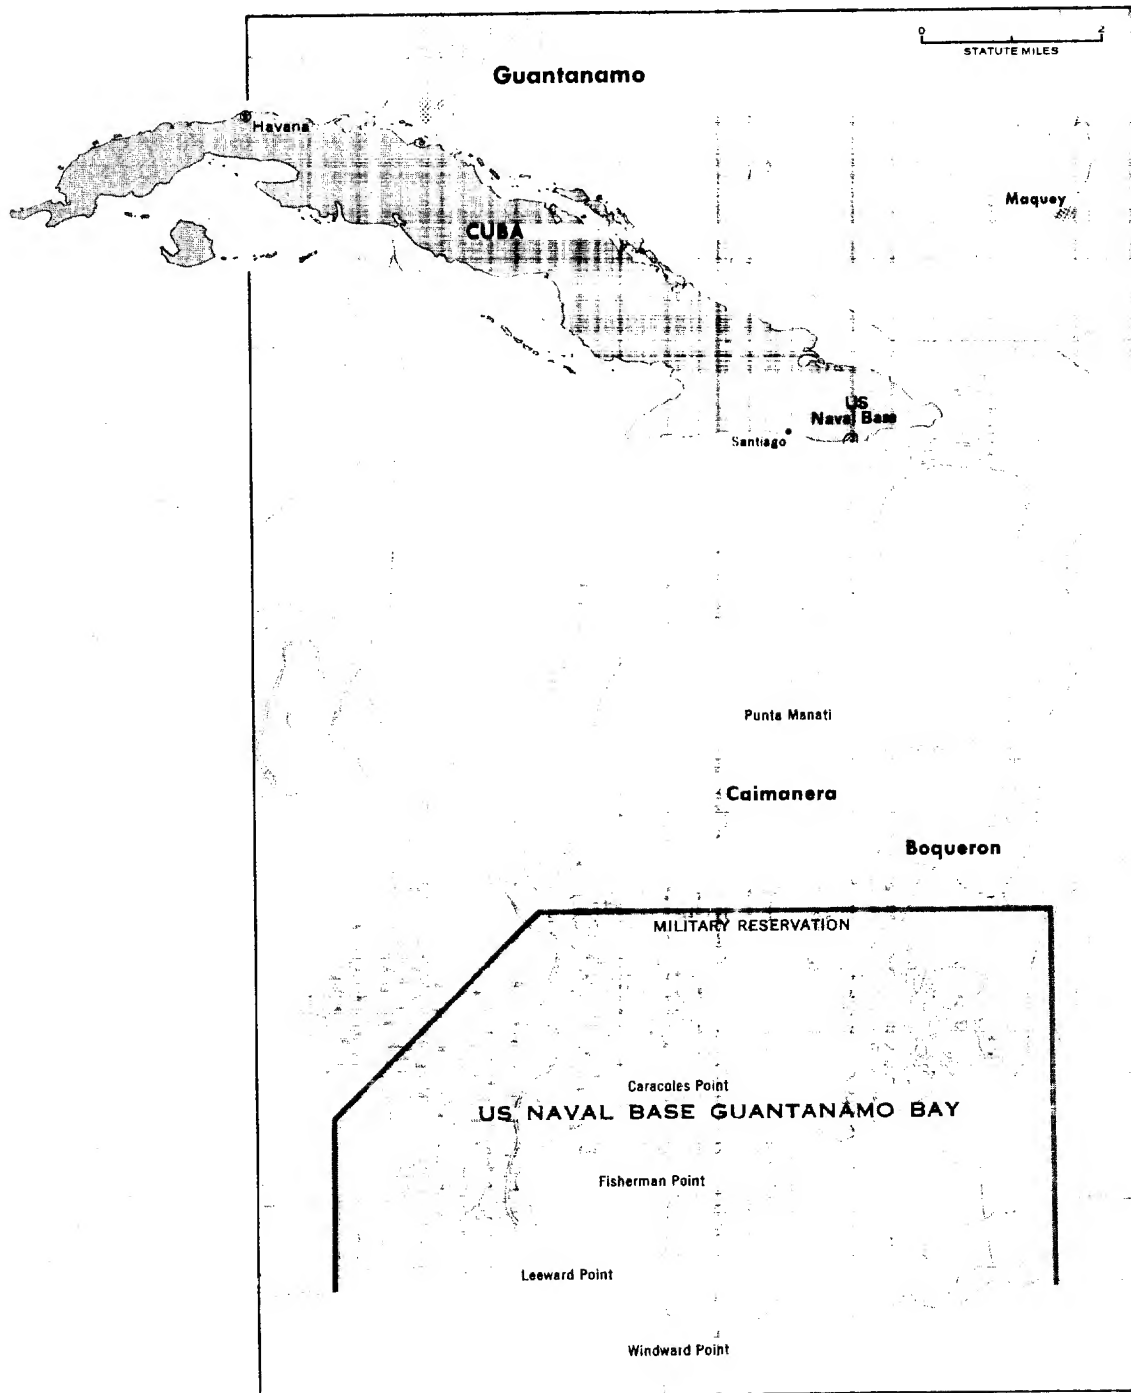 0 2
STATUTE MILES
Guantanamo
Havana
Maquey
CUBA
US
Naval Base
Santiago
Punta Manati
Caimanera
Boqueron
MILITARY RESERVATION
Caracoles Point
US NAVAL BASE GUANTANAMO BAY
Fisherman Point
Leeward Point
Windward Point